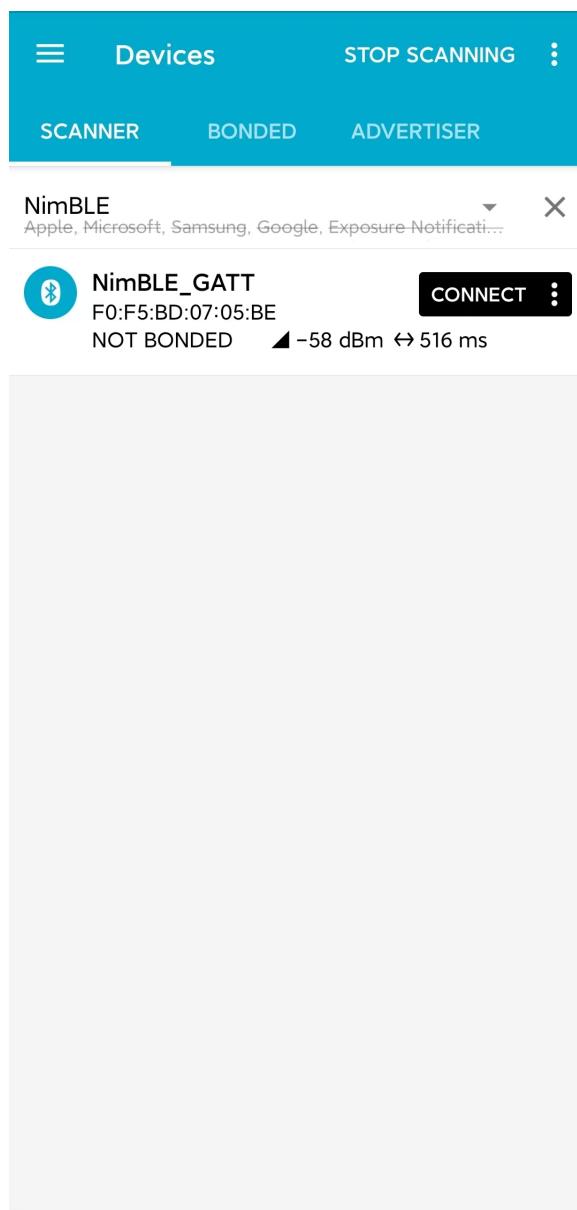 Devices STOP SCANNING
SCANNER BONDED ADVERTISER
NimBLE
Apple, Microsoft, Samsung, Google, Exposure Notificati...
NimBLE_GATT
CONNECT
F0:F5:BD:07:05:BE
NOT BONDED -58 dBm ↔ 516 ms